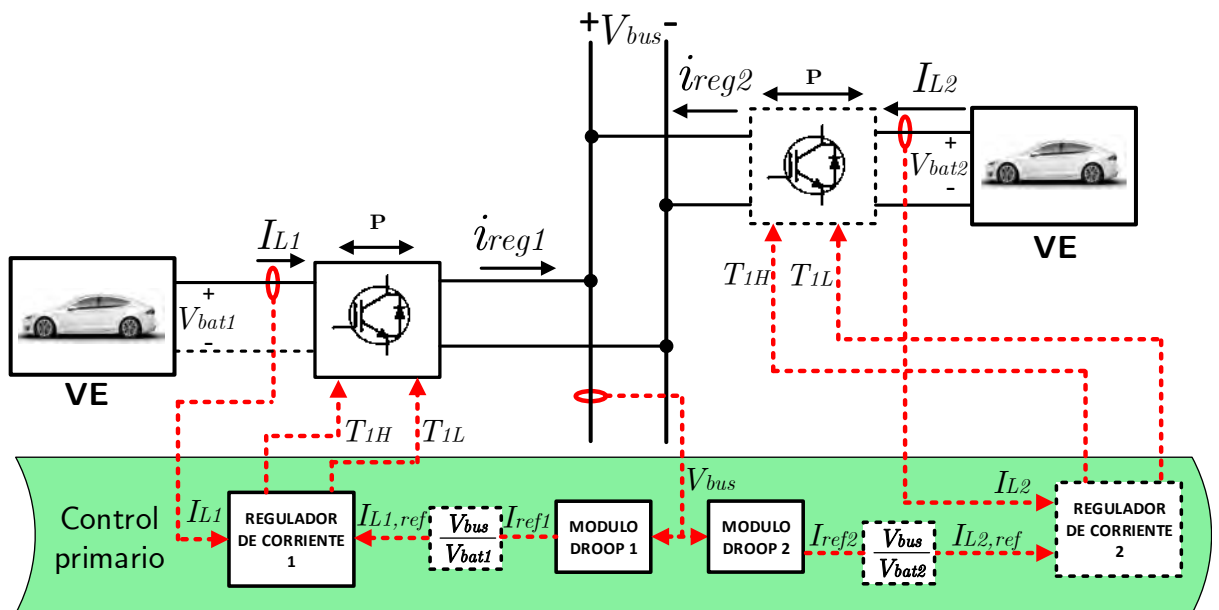 + Vbus -
ireg2
P
IL2
+
Vbat2
-
VE
T1H
T1L
IL1
P
ireg1
+
Vbat1
-
VE
T1H
T1L
Vbus
Control
primario
IL1
REGULADOR
DE CORRIENTE
1
IL1,ref
Vbus
Vbat1
Iref1
MODULO
DROOP 1
MODULO
DROOP 2
Iref2
Vbus
Vbat2
IL2,ref
IL2
REGULADOR
DE CORRIENTE
2